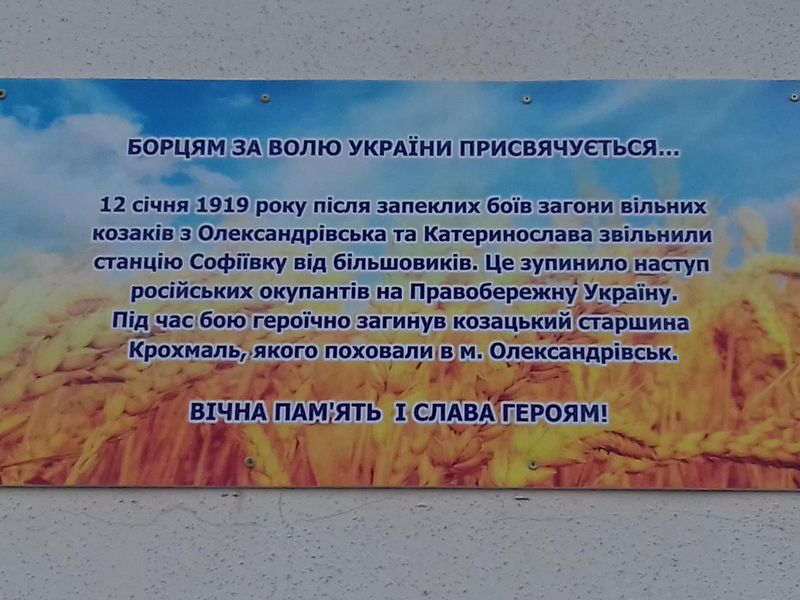 БОРЦЯМ ЗА ВОЛЮ УКРАЇНИ ПРИСВЯЧУЄТЬСЯ...
12 січня 1919 року після запеклих боїв загони вільних
козаків з Олександрівська та Катеринослава звільнили
станцію Софіївку від більшовиків. Це зупинило наступ
російських окупантів на Правобережну Україну.
Під час бою героїчно загинув козацький старшина
Крохмаль, якого поховали в м. Олександрівськ.
ВІЧНА ПАМ'ЯТЬ І СЛАВА ГЕРОЯМ!